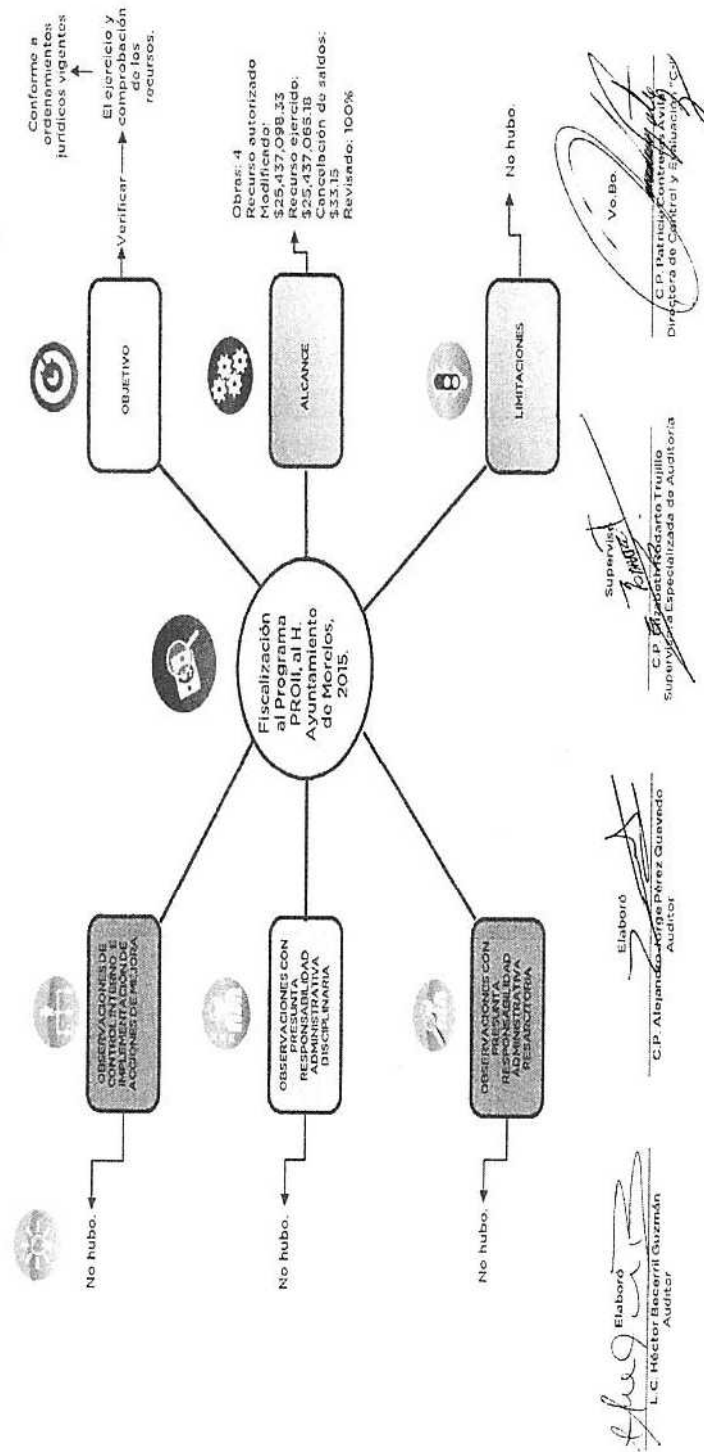 Fiscalización
al Programa
PROII, al H.
Ayuntamiento
de Morelos,
2015.
OBJETIVO
Verificar
El ejercicio y
comprobación
de los
recursos.
Conforme a
ordenamientos
jurídicos vigentes
ALCANCE
Obras: 4
Recurso autorizado
Modificado:
$25,437,098.33
Recurso ejercido:
$25,437,065.18
Cancelación de saldos:
$33.15
Revisado: 100%
LIMITACIONES
No hubo.
OBSERVACIONES DE
CONTROL INTERNO E
IMPLEMENTACIÓN DE
ACCIONES DE MEJORA
No hubo.
OBSERVACIONES CON
PRESUNTA
RESPONSABILIDAD
ADMINISTRATIVA
DISCIPLINARIA
No hubo.
OBSERVACIONES CON
PRESUNTA
RESPONSABILIDAD
ADMINISTRATIVA
RESARCITORIA
No hubo.
Elaboró
L.C. Héctor Becerril Guzmán
Auditor
Elaboró
C.P. Alejandro Jorge Pérez Quevedo
Auditor
Supervisó
C.P. Elizabeth Rodarte Trujillo
Supervisora Especializada de Auditoría
Vo.Bo.
C.P. Patricia Contreras Ávila
Directora de Control y Evaluación "C-I"